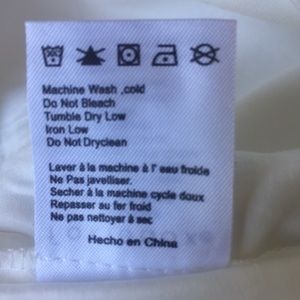 Machine Wash ,cold
Do Not Bleach
Tumble Dry Low
Iron Low
Do Not Dryclean
Laver à la machine à l' eau froide
Ne Pas javelliser.
Secher à la machine cycle doux
Repasser au fer froid
Ne pas nettoyer à sec
Hecho en China